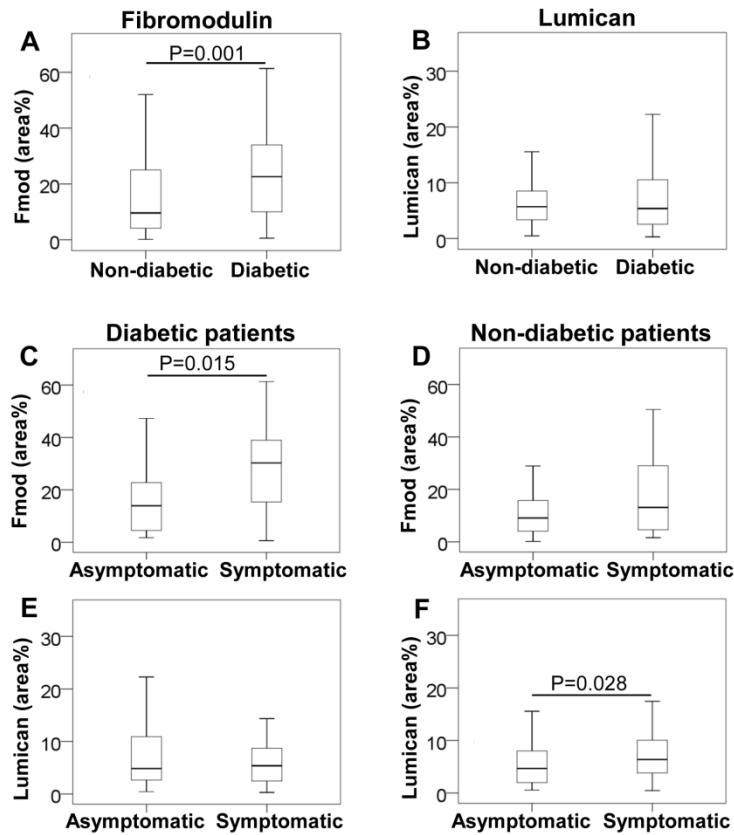 Fibromodulin
Lumican
A
B
P=0.001
Fmod (area%)
60
40
20
0
Non-diabetic Diabetic
Lumican (area%)
30
20
10
0
Non-diabetic Diabetic
Diabetic patients
Non-diabetic patients
C
D
P=0.015
Fmod (area%)
60
40
20
0
Asymptomatic Symptomatic
Fmod (area%)
60
40
20
0
Asymptomatic Symptomatic
E
F
Lumican (area%)
30
20
10
0
Asymptomatic Symptomatic
P=0.028
Lumican (area%)
30
20
10
0
Asymptomatic Symptomatic